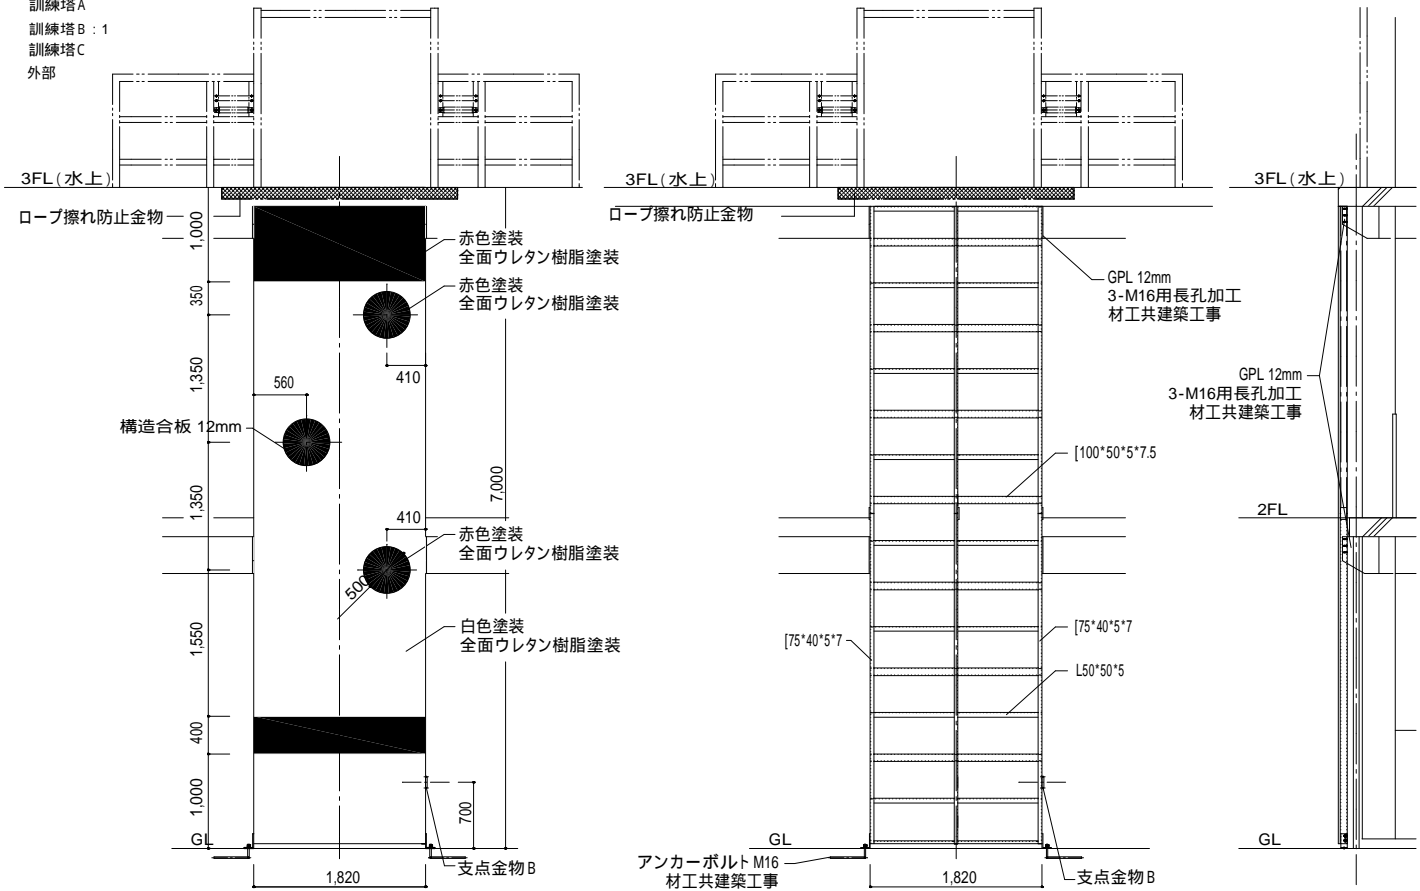 訓練塔A
訓練塔B：1
訓練塔C
外部
3FL(水上)
ロープ擦れ防止金物
1,000
赤色塗装
全面ウレタン樹脂塗装
赤色塗装
全面ウレタン樹脂塗装
350
1,350
410
560
構造合板 12mm
1,350
7,000
410
赤色塗装
全面ウレタン樹脂塗装
500
白色塗装
全面ウレタン樹脂塗装
1,550
400
1,000
700
GL
支点金物B
1,820
3FL(水上)
ロープ擦れ防止金物
GPL 12mm
3-M16用長孔加工
材工共建築工事
[100*50*5*7.5
[75*40*5*7
[75*40*5*7
L50*50*5
GL
アンカーボルト M16
材工共建築工事
1,820
支点金物B
3FL(水上)
GPL 12mm
3-M16用長孔加工
材工共建築工事
2FL
GL